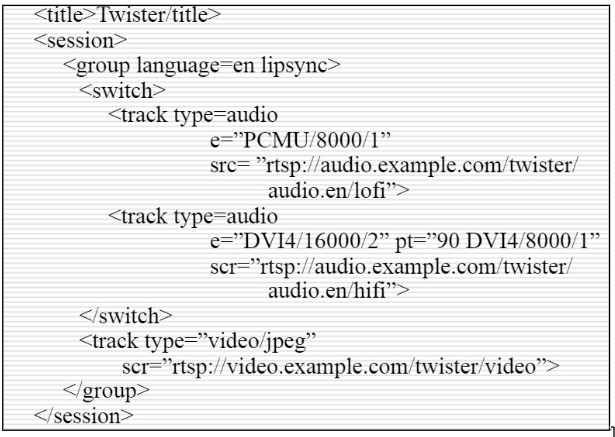 <title>Twister/title>
<session>
<group language=en lipsync>
<switch>
<track type=audio
e=”PCMU/8000/1”
src= ”rtsp://audio.example.com/twister/
audio.en/lofi”>
<track type=audio
e=”DVI4/16000/2” pt=”90 DVI4/8000/1”
scr=”rtsp://audio.example.com/twister/
audio.en/hifi”>
</switch>
<track type=”video/jpeg”
scr=”rtsp://video.example.com/twister/video”>
</group>
</session>